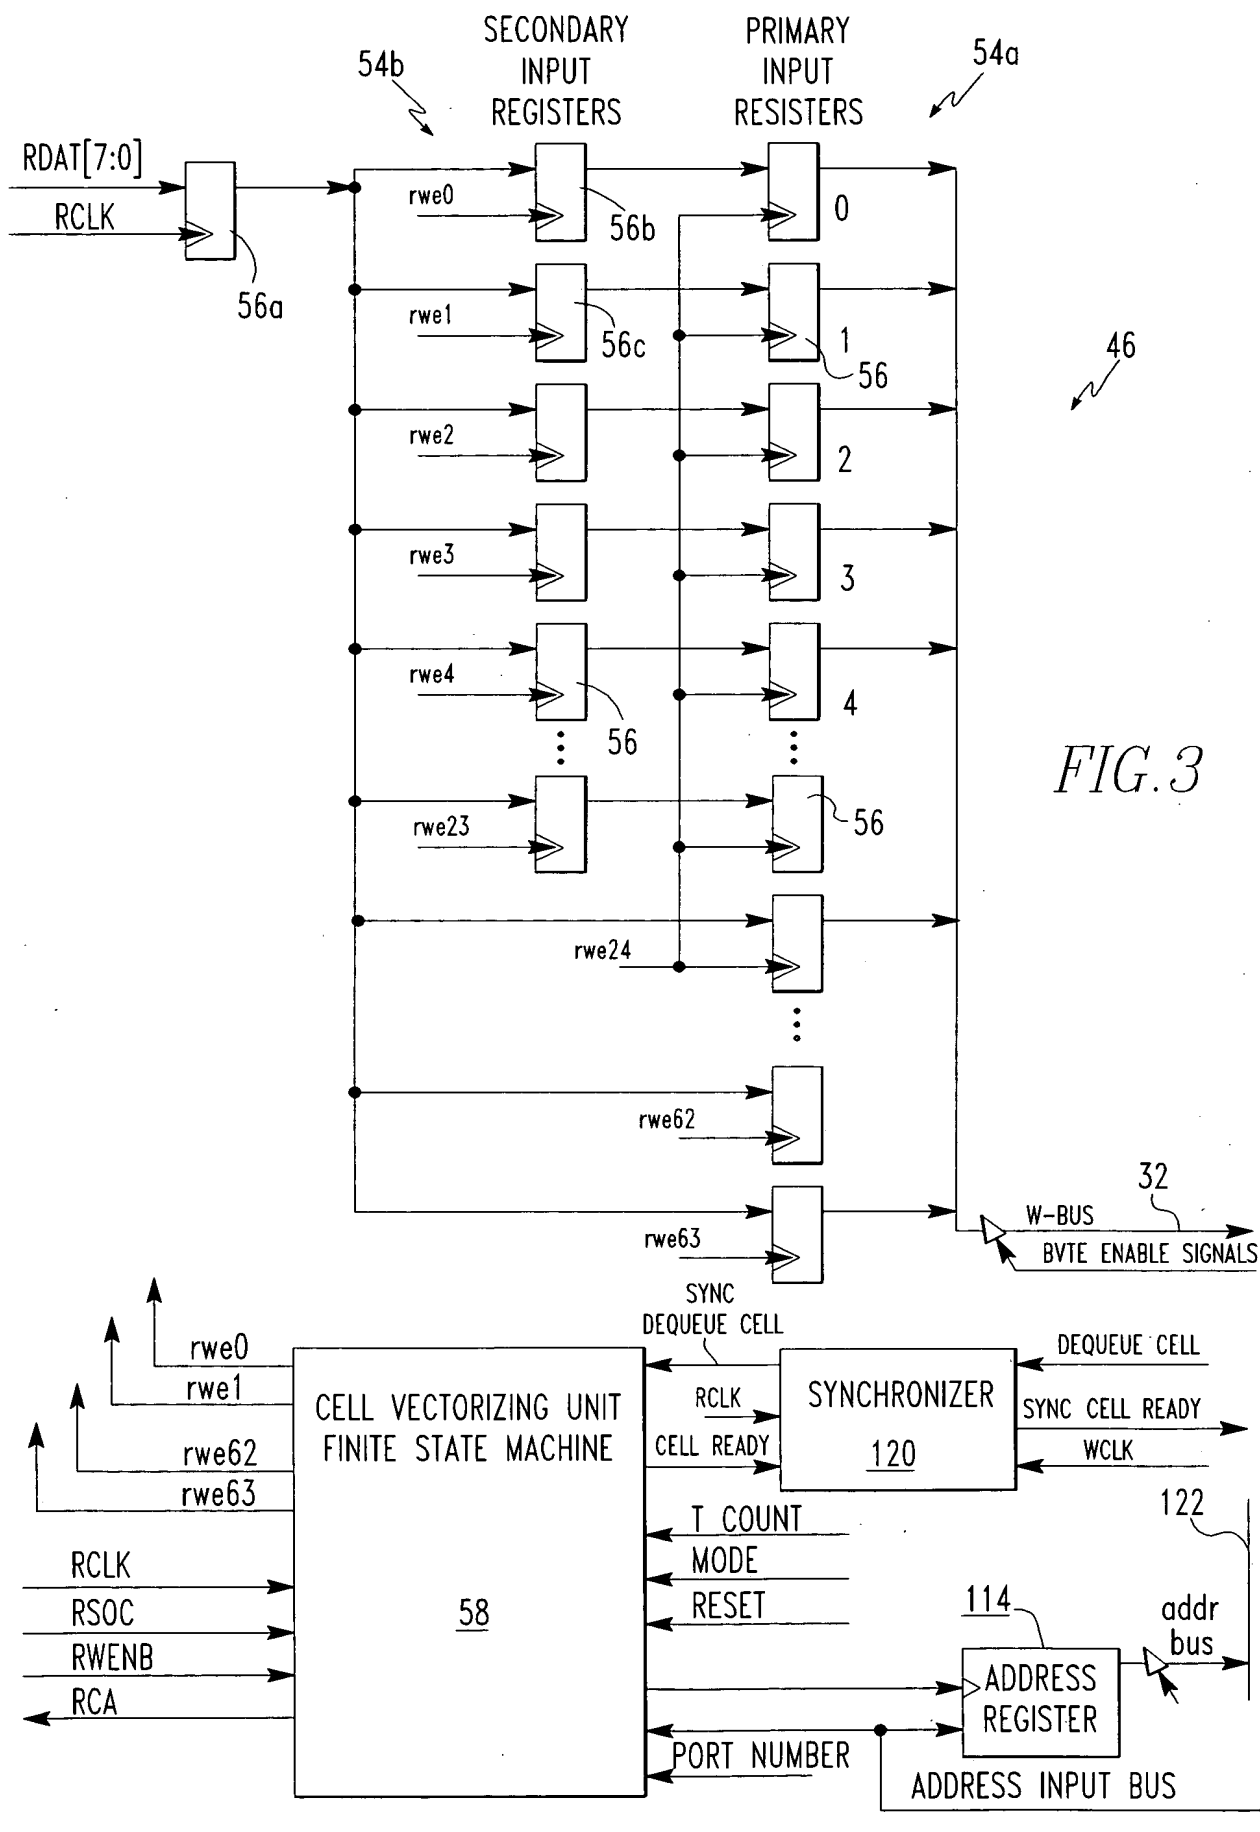 SECONDARY
INPUT
REGISTERS
PRIMARY
INPUT
RESISTERS
54b
54a
RDAT[7:0]
RCLK
56a
rwe0
56b
0
rwe1
56c
1
56
46
rwe2
2
rwe3
3
rwe4
56
4
FIG.3
rwe23
56
rwe24
rwe62
rwe63
32
W-BUS
BVTE ENABLE SIGNALS
rwe0
rwe1
rwe62
rwe63
RCLK
RSOC
RWENB
RCA
CELL VECTORIZING UNIT
FINITE STATE MACHINE
58
SYNC
DEQUEUE CELL
RCLK
CELL READY
SYNCHRONIZER
120
DEQUEUE CELL
SYNC CELL READY
WCLK
T COUNT
MODE
RESET
122
114
ADDRESS
REGISTER
addr
bus
PORT NUMBER
ADDRESS INPUT BUS